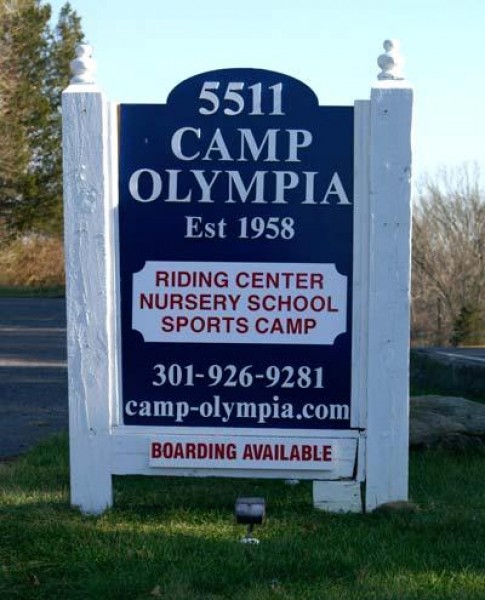 5511
CAMP
OLYMPIA
Est 1958
RIDING CENTER
NURSERY SCHOOL
SPORTS CAMP
301-926-9281
camp-olympia.com
BOARDING AVAILABLE